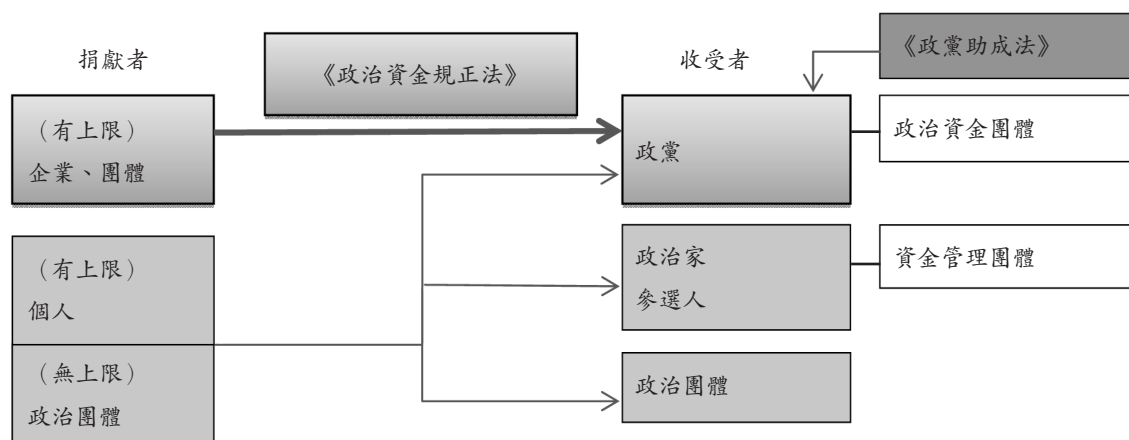 捐獻者
《政治資金規正法》
收受者
《政黨助成法》
（有上限）
企業、團體
政黨
政治資金團體
（有上限）
個人
政治家
參選人
資金管理團體
（無上限）
政治團體
政治團體